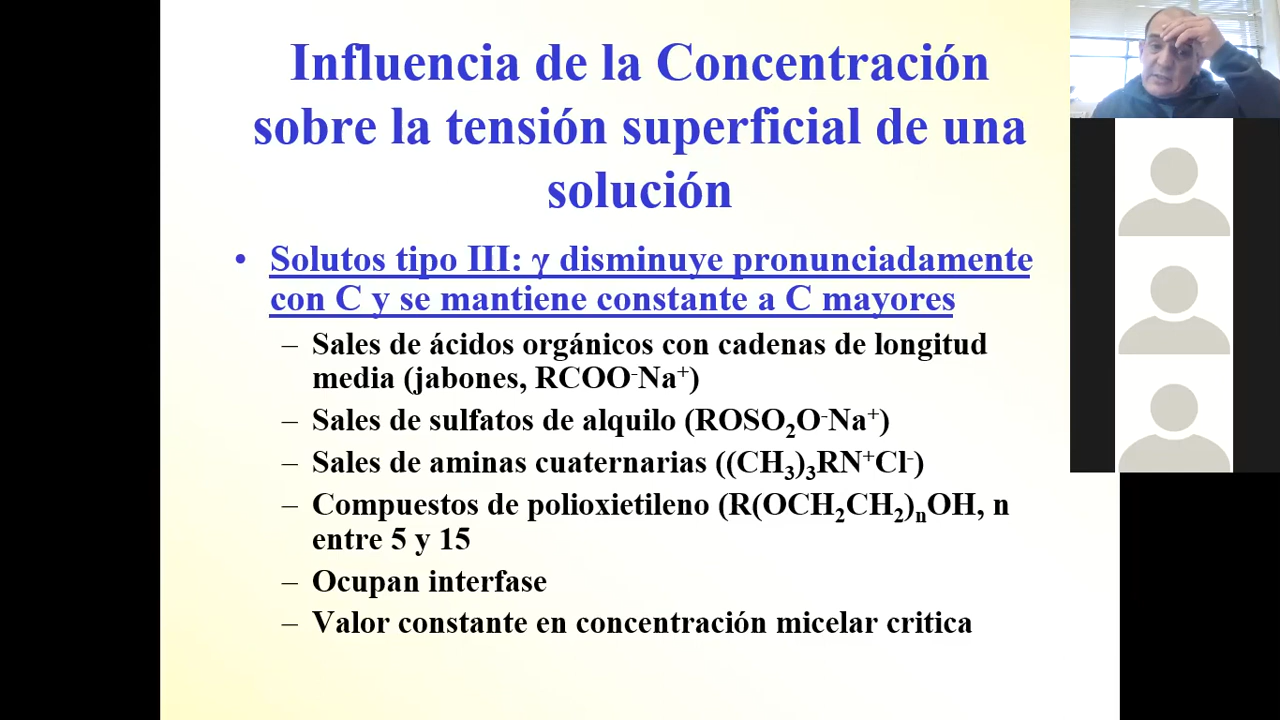 Influencia de la Concentración
sobre la tensión superficial de una
solución
• Solutos tipo III: γ disminuye pronunciadamente
con C y se mantiene constante a C mayores
– Sales de ácidos orgánicos con cadenas de longitud
media (jabones, RCOO⁻Na⁺)
– Sales de sulfatos de alquilo (ROSO₂O⁻Na⁺)
– Sales de aminas cuaternarias ((CH₃)₃RN⁺Cl⁻)
– Compuestos de polioxietileno (R(OCH₂CH₂)ₙOH, n
entre 5 y 15
– Ocupan interfase
– Valor constante en concentración micelar critica